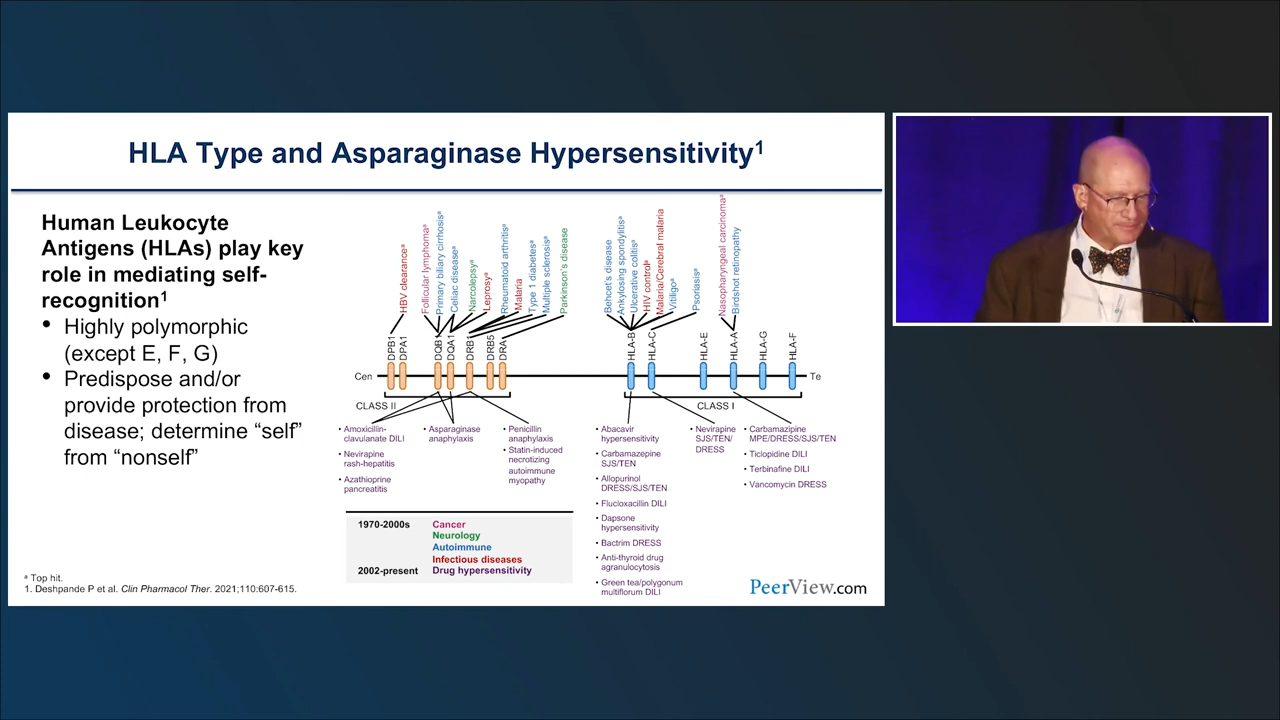 HLA Type and Asparaginase Hypersensitivity¹
Human Leukocyte
Antigens (HLAs) play key
role in mediating self-
recognition¹
• Highly polymorphic
(except E, F, G)
• Predispose and/or
provide protection from
disease; determine “self”
from “nonself”
HBV clearanceᵃ
Follicular lymphomaᵃ
Primary biliary cirrhosisᵃ
Celiac diseaseᵃ
Narcolepsyᵃ
Leprosyᵃ
Rheumatoid arthritisᵃ
Malaria
Type 1 diabetesᵃ
Multiple sclerosisᵃ
Parkinson’s disease
Behcet’s disease
Ankylosing spondylitisᵃ
Ulcerative colitisᵃ
HIV controlᵃ
Malaria/Cerebral malaria
Vitiligoᵃ
Psoriasisᵃ
Nasopharyngeal carcinomaᵃ
Birdshot retinopathy
DPB1
DPA1
DQB1
DQA1
DRB1
DRB5
DRA
HLA-B
HLA-C
HLA-E
HLA-A
HLA-G
HLA-F
Cen
Te
CLASS II
CLASS I
• Amoxicillin-
clavulanate DILI
• Nevirapine
rash-hepatitis
• Azathioprine
pancreatitis
• Asparaginase
anaphylaxis
• Penicillin
anaphylaxis
• Statin-induced
necrotizing
autoimmune
myopathy
• Abacavir
hypersensitivity
• Carbamazepine
SJS/TEN
• Allopurinol
DRESS/SJS/TEN
• Flucloxacillin DILI
• Dapsone
hypersensitivity
• Bactrim DRESS
• Anti-thyroid drug
agranulocytosis
• Green tea/polygonum
multiflorum DILI
• Nevirapine
SJS/TEN/
DRESS
• Carbamazipine
MPE/DRESS/SJS/TEN
• Ticlopidine DILI
• Terbinafine DILI
• Vancomycin DRESS
1970-2000s Cancer
Neurology
Autoimmune
Infectious diseases
2002-present Drug hypersensitivity
ᵃ Top hit.
1. Deshpande P et al. Clin Pharmacol Ther. 2021;110:607-615.
PeerView.com